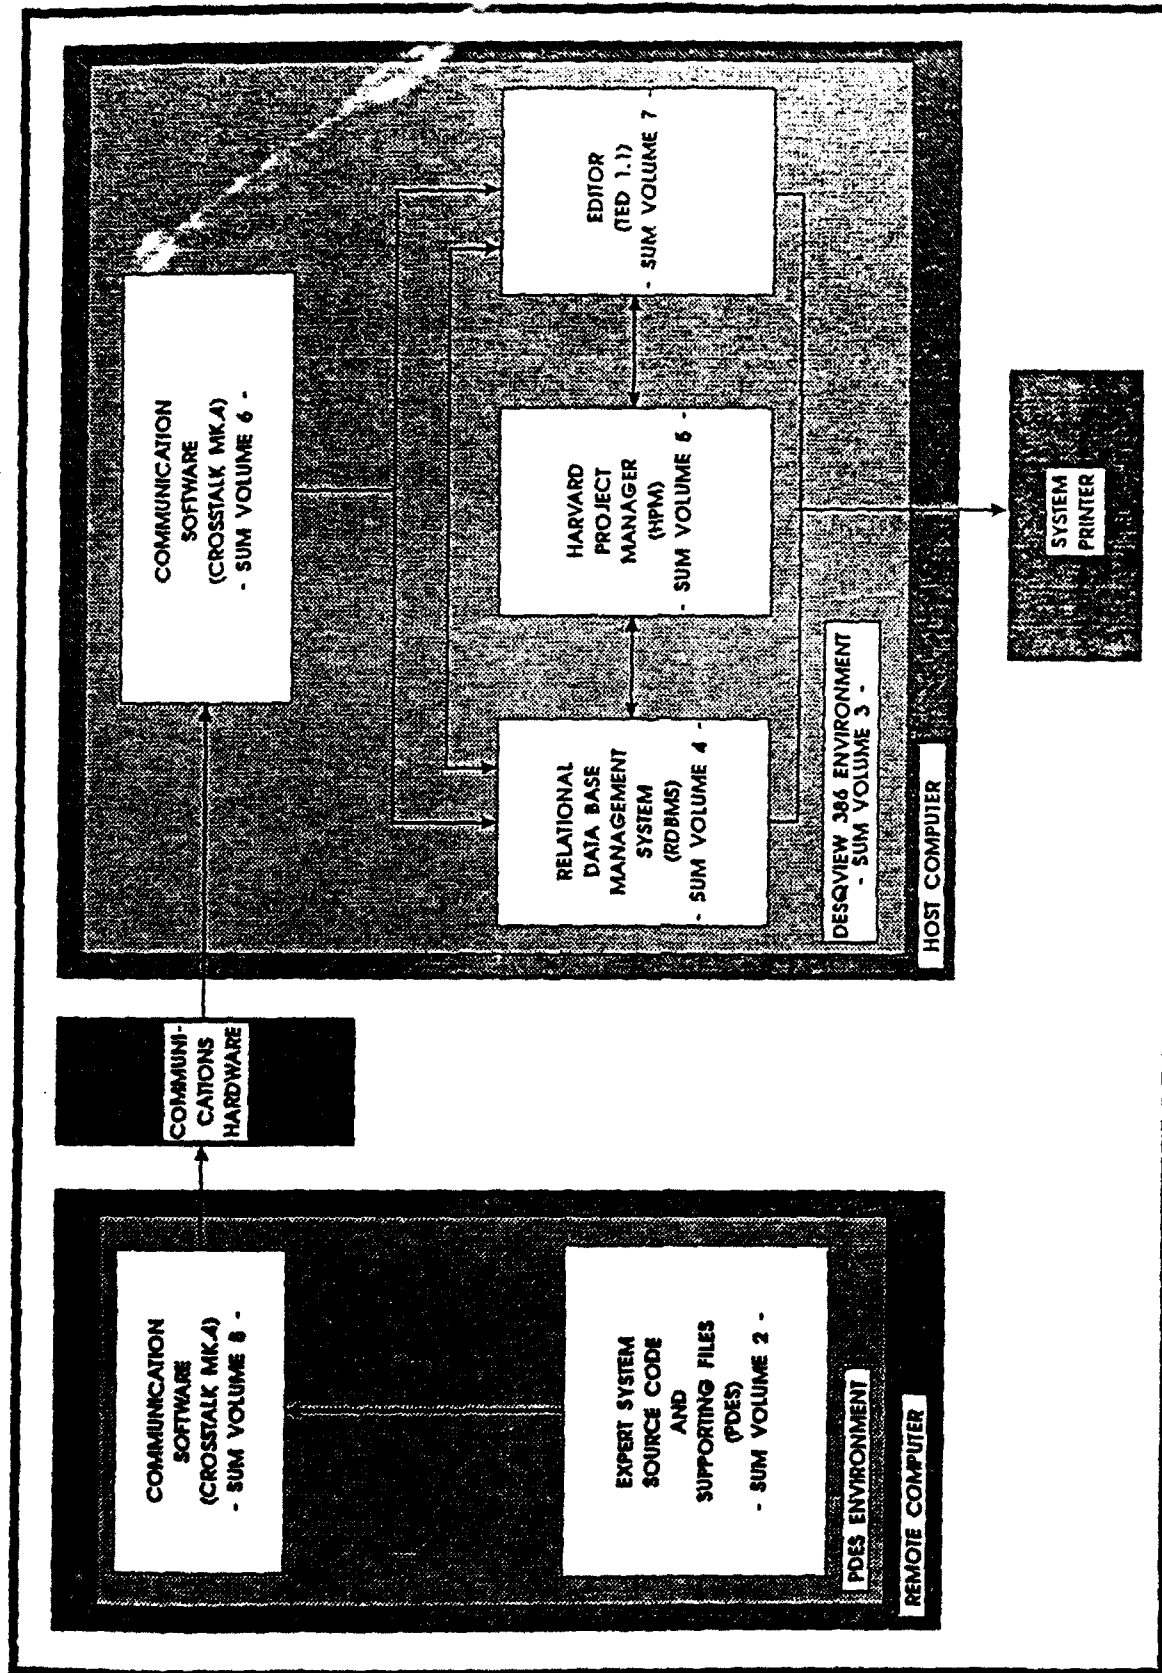 COMMUNICATION
SOFTWARE
(CROSSTALK MK.4)
- SUM VOLUME 8 -
EXPERT SYSTEM
SOURCE CODE
AND
SUPPORTING FILES
(PDES)
- SUM VOLUME 2 -
PDES ENVIRONMENT
REMOTE COMPUTER
COMMUNI-
CATIONS
HARDWARE
COMMUNICATION
SOFTWARE
(CROSSTALK MK.4)
- SUM VOLUME 6 -
RELATIONAL
DATA BASE
MANAGEMENT
SYSTEM
(RDBMS)
- SUM VOLUME 4 -
HARVARD
PROJECT
MANAGER
(HPM)
- SUM VOLUME 5 -
EDITOR
(TED 1.1)
- SUM VOLUME 7 -
DESQVIEW 386 ENVIRONMENT
- SUM VOLUME 3 -
HOST COMPUTER
SYSTEM
PRINTER